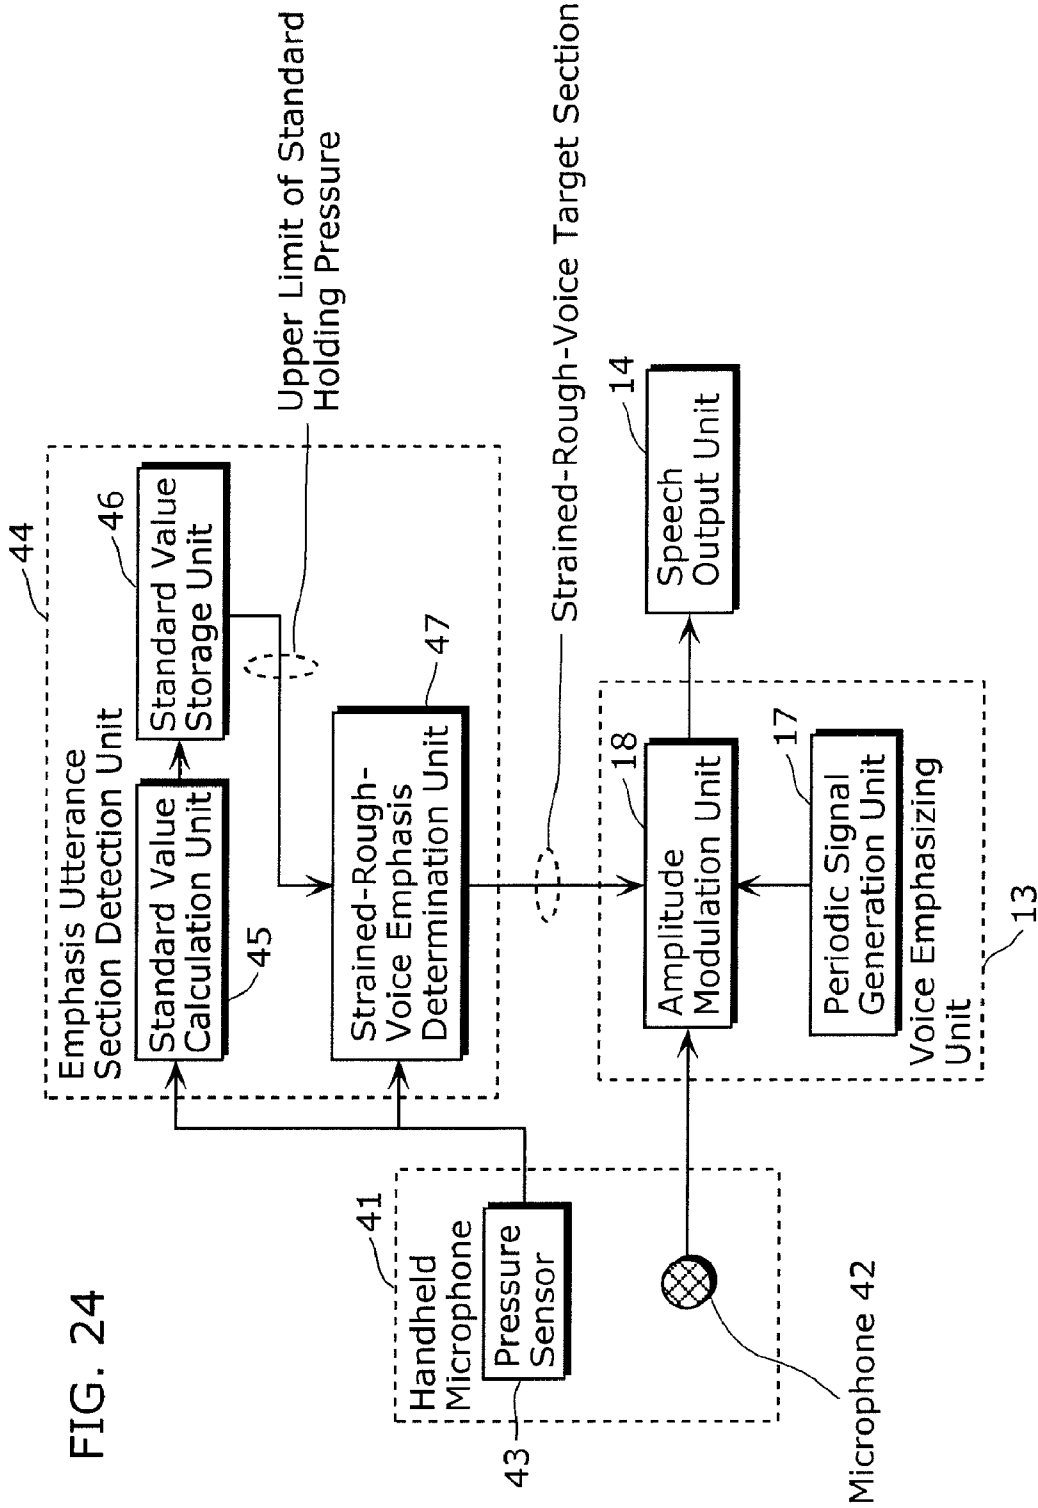 FIG. 24
44
Emphasis Utterance
Section Detection Unit
Standard Value
Calculation Unit
45
46
Standard Value
Storage Unit
Upper Limit of Standard
Holding Pressure
Strained-Rough-
Voice Emphasis
Determination Unit
47
41
Handheld
Microphone
Pressure
Sensor
43
Microphone 42
Strained-Rough-Voice Target Section
18
Amplitude
Modulation Unit
17
Periodic Signal
Generation Unit
Voice Emphasizing
Unit
13
14
Speech
Output Unit